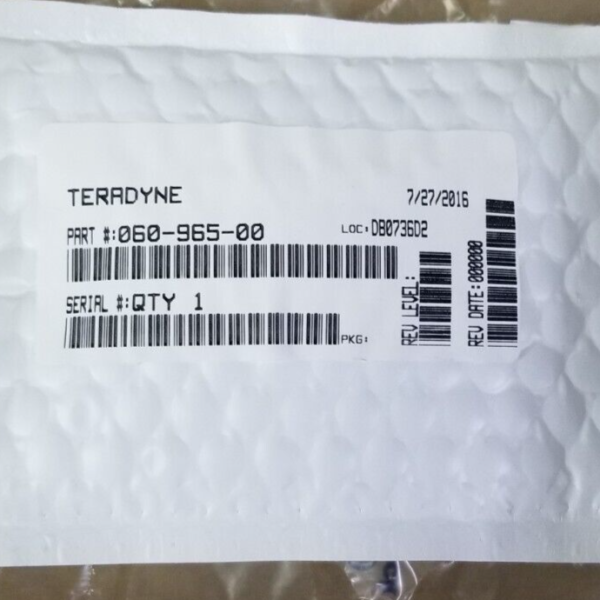 TERADYNE 7/27/2016
PART #:060-965-00 LOC:DB0736D2
SERIAL #:QTY 1
PKG:
REV LEVEL:
REV DATE:000000